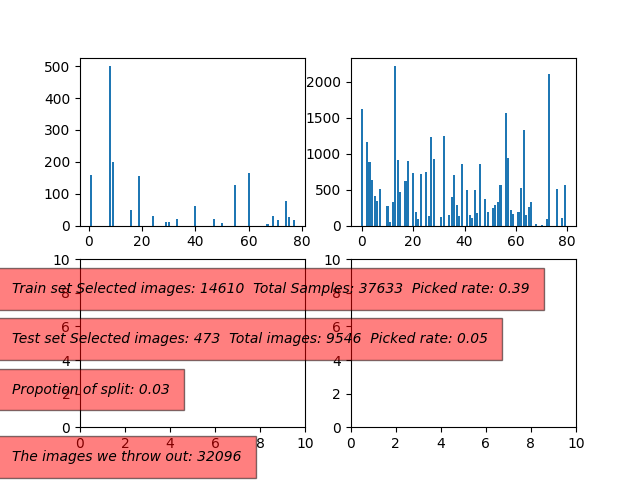 500
400
300
200
100
0
0 20 40 60 80
2000
1500
1000
500
0
0 20 40 60 80
10
8
6
4
2
0
0 2 4 6 8 10
10
8
6
4
2
0
0 2 4 6 8 10
Train set Selected images: 14610 Total Samples: 37633 Picked rate: 0.39
Test set Selected images: 473 Total images: 9546 Picked rate: 0.05
Propotion of split: 0.03
The images we throw out: 32096